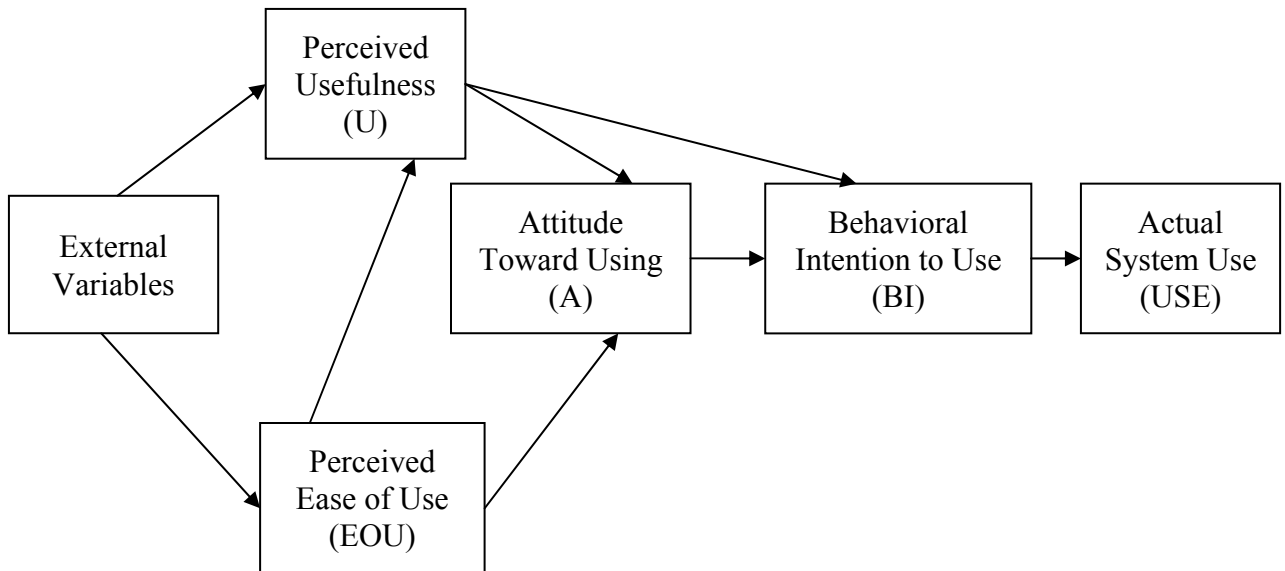 Perceived
Usefulness
(U)
External
Variables
Attitude
Toward Using
(A)
Behavioral
Intention to Use
(BI)
Actual
System Use
(USE)
Perceived
Ease of Use
(EOU)